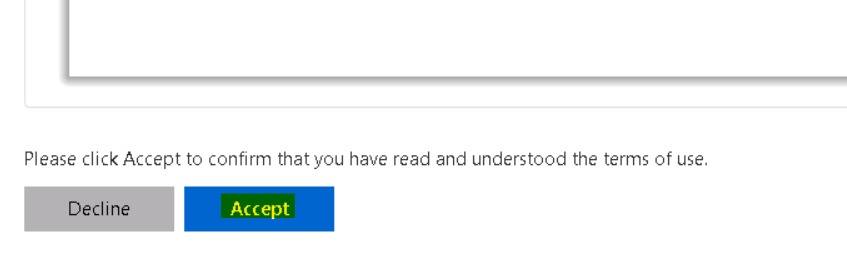 Please click Accept to confirm that you have read and understood the terms of use.
Decline
Accept